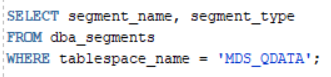 SELECT segment_name, segment_type
FROM dba_segments
WHERE tablespace_name = 'MDS_QDATA';